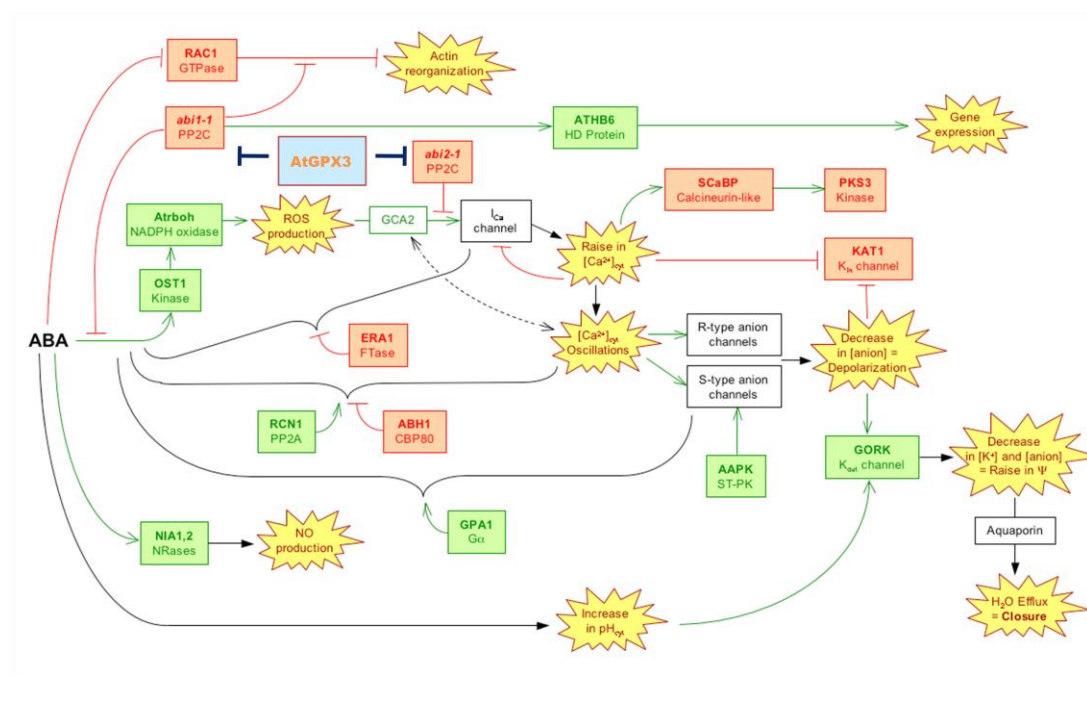 RAC1
GTPase
Actin
reorganization
abi1-1
PP2C
ATHB6
HD Protein
Gene
expression
AtGPX3
abi2-1
PP2C
SCaBP
Calcineurin-like
PKS3
Kinase
Atrboh
NADPH oxidase
ROS
production
GCA2
I_Ca
channel
Raise in
[Ca²⁺]cyt
KAT1
K_in channel
OST1
Kinase
ABA
ERA1
FTase
[Ca²⁺]cyt
Oscillations
R-type anion
channels
Decrease
in [anion] =
Depolarization
S-type anion
channels
RCN1
PP2A
ABH1
CBP80
AAPK
ST-PK
GORK
K_out channel
Decrease
in [K⁺] and [anion]
= Raise in Ψ
NIA1,2
NRases
NO
production
GPA1
Gα
Aquaporin
Increase
in pHcyt
H₂O Efflux
= Closure